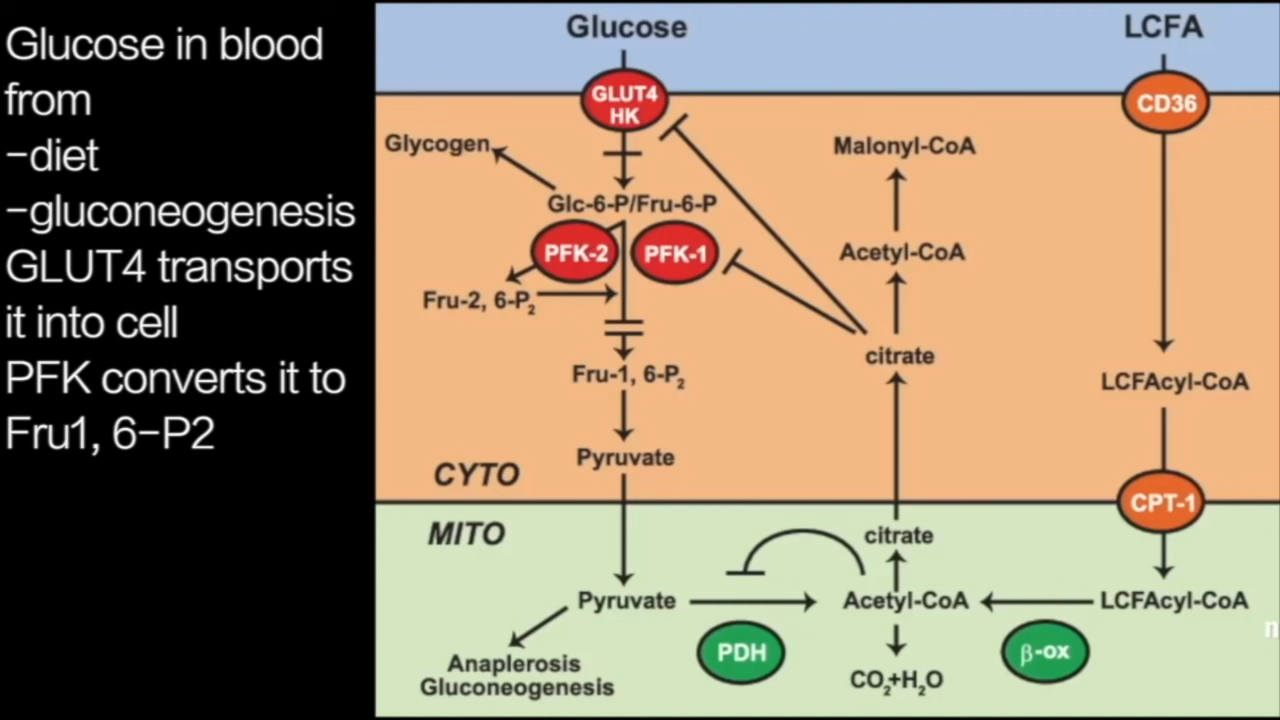 Glucose in blood
from
-diet
-gluconeogenesis
GLUT4 transports
it into cell
PFK converts it to
Fru1, 6-P2
Glucose
LCFA
GLUT4
HK
CD36
Glycogen
Malonyl-CoA
Glc-6-P/Fru-6-P
PFK-2
PFK-1
Acetyl-CoA
Fru-2, 6-P₂
citrate
Fru-1, 6-P₂
LCFAcyl-CoA
Pyruvate
CYTO
CPT-1
MITO
citrate
Pyruvate
Acetyl-CoA
LCFAcyl-CoA
PDH
β-ox
Anaplerosis
Gluconeogenesis
CO₂+H₂O
n